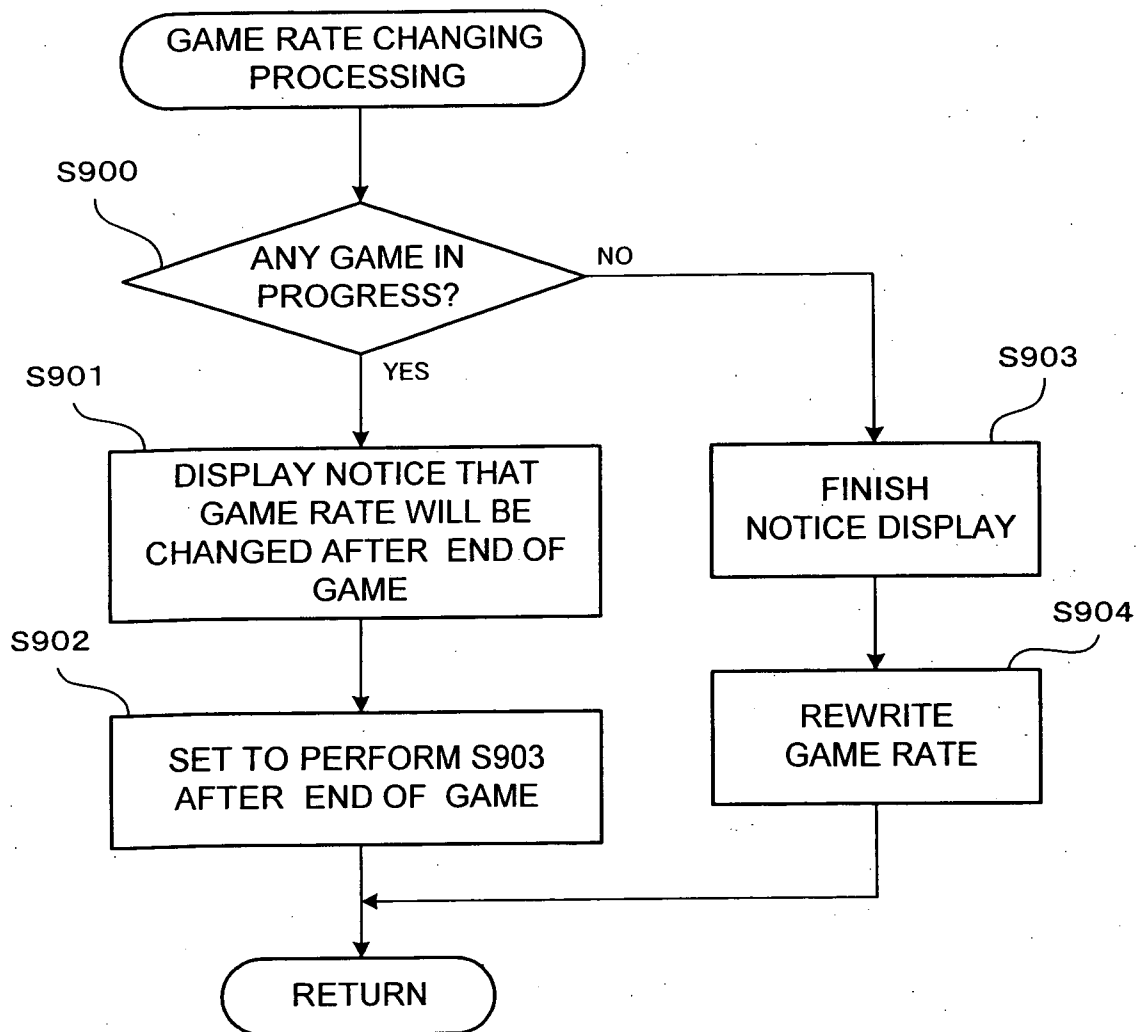 GAME RATE CHANGING
PROCESSING
S900
ANY GAME IN
PROGRESS?
NO
YES
S901
DISPLAY NOTICE THAT
GAME RATE WILL BE
CHANGED AFTER END OF
GAME
S903
FINISH
NOTICE DISPLAY
S902
SET TO PERFORM S903
AFTER END OF GAME
S904
REWRITE
GAME RATE
RETURN